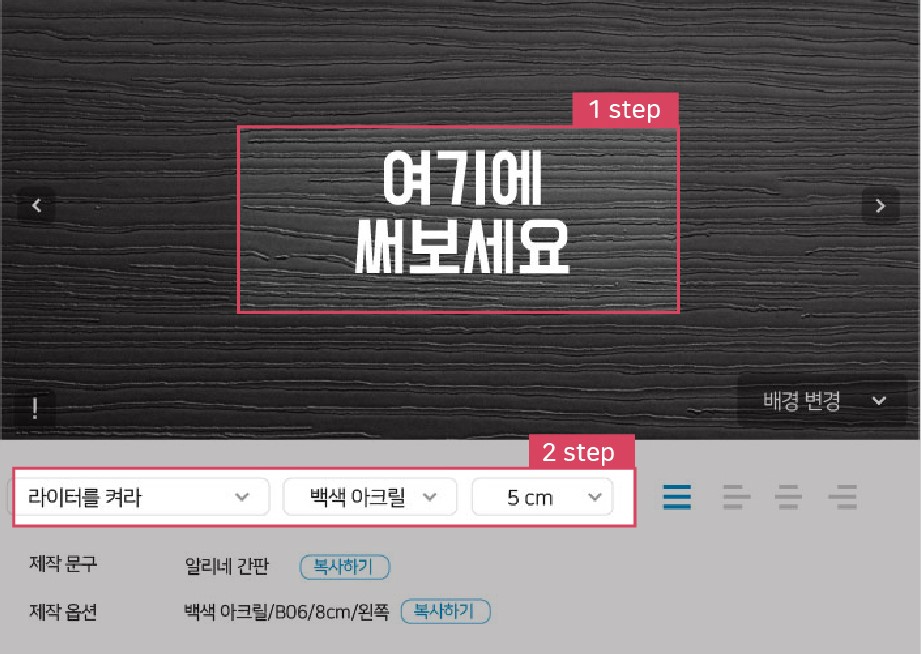 1 step
여기에
써보세요
!
배경 변경
2 step
라이터를 켜라 백색 아크릴 5 cm
제작 문구 알리네 간판 복사하기
제작 옵션 백색 아크릴/B06/8cm/왼쪽 복사하기